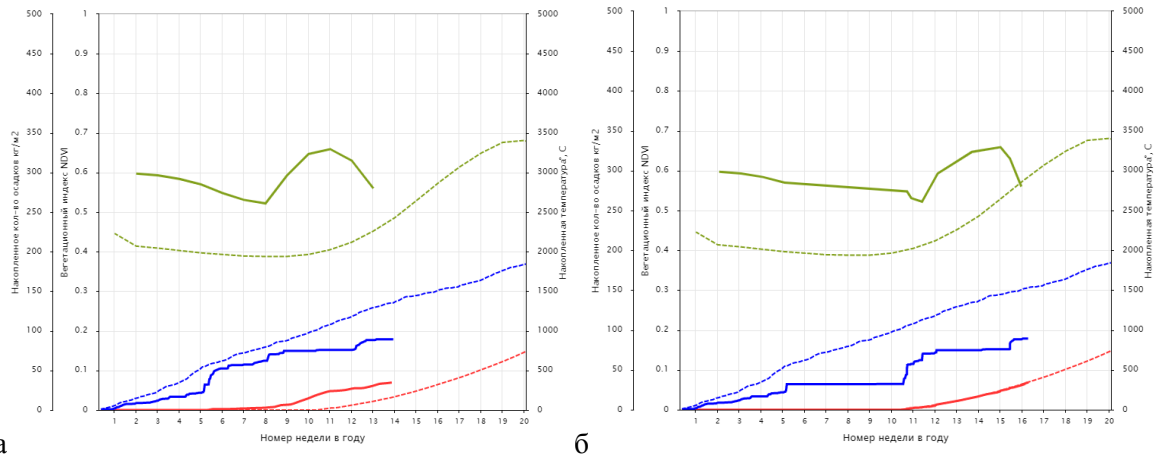 500 1 5000 500 1 5000
450 0.9 4500 450 0.9 4500
400 0.8 4000 400 0.8 4000
350 0.7 3500 350 0.7 3500
300 0.6 3000 300 0.6 3000
250 0.5 2500 250 0.5 2500
200 0.4 2000 200 0.4 2000
150 0.3 1500 150 0.3 1500
100 0.2 1000 100 0.2 1000
50 0.1 500 50 0.1 500
0 0 0 0 0 0
Накопленное кол-во осадков кг/м2
Вегетационный индекс NDVI
Накопленная температура*, С
Накопленное кол-во осадков кг/м2
Вегетационный индекс NDVI
Накопленная температура*, С
1 2 3 4 5 6 7 8 9 10 11 12 13 14 15 16 17 18 19 20
1 2 3 4 5 6 7 8 9 10 11 12 13 14 15 16 17 18 19 20
Номер недели в году
Номер недели в году
а
б